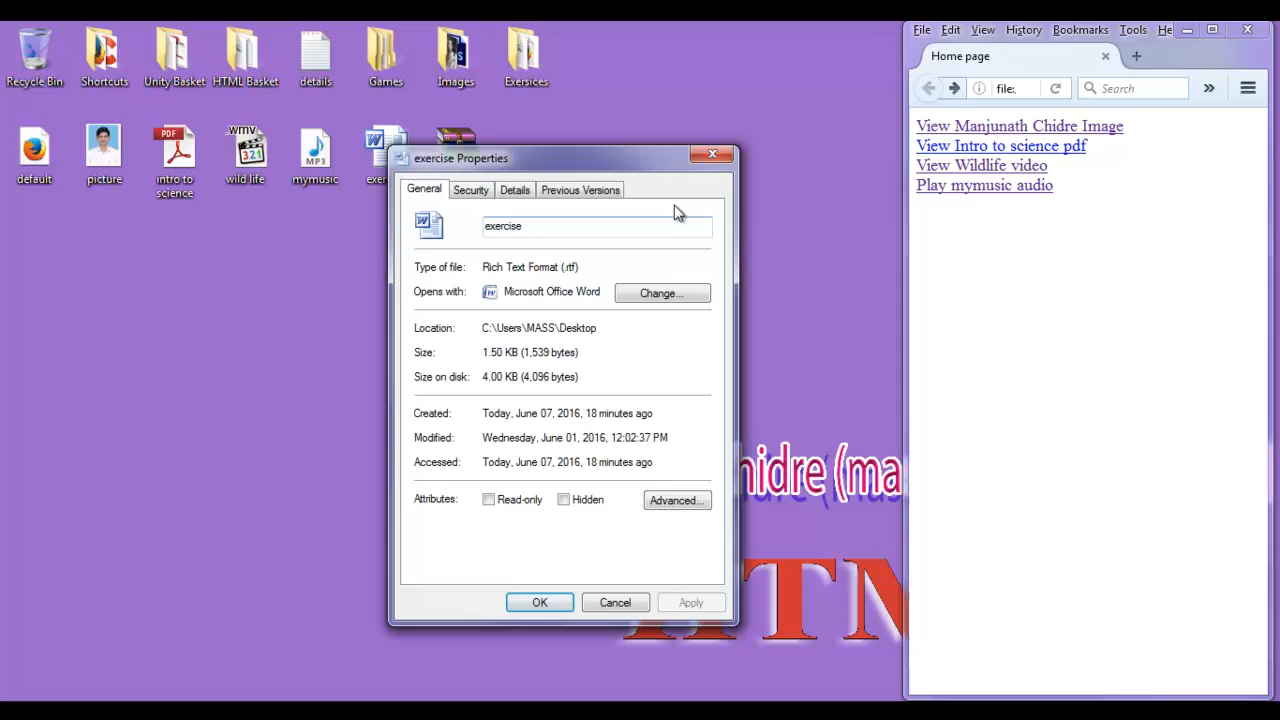 Recycle Bin
Shortcuts
Unity Basket
HTML Basket
details
Games
Images
Exersices
default
picture
PDF
intro to
science
.wmv
321
wild life
MP3
mymusic
exercise Properties
General
Security
Details
Previous Versions
exercise
Type of file: Rich Text Format (.rtf)
Opens with: Microsoft Office Word
Change...
Location: C:\Users\MASS\Desktop
Size: 1.50 KB (1,539 bytes)
Size on disk: 4.00 KB (4,096 bytes)
Created: Today, June 07, 2016, 18 minutes ago
Modified: Wednesday, June 01, 2016, 12:02:37 PM
Accessed: Today, June 07, 2016, 18 minutes ago
Attributes: Read-only Hidden
Advanced...
OK Cancel Apply
File Edit View History Bookmarks Tools He
Home page
file:.
Search
View Manjunath Chidre Image
View Intro to science pdf
View Wildlife video
Play mymusic audio
hidre (ma